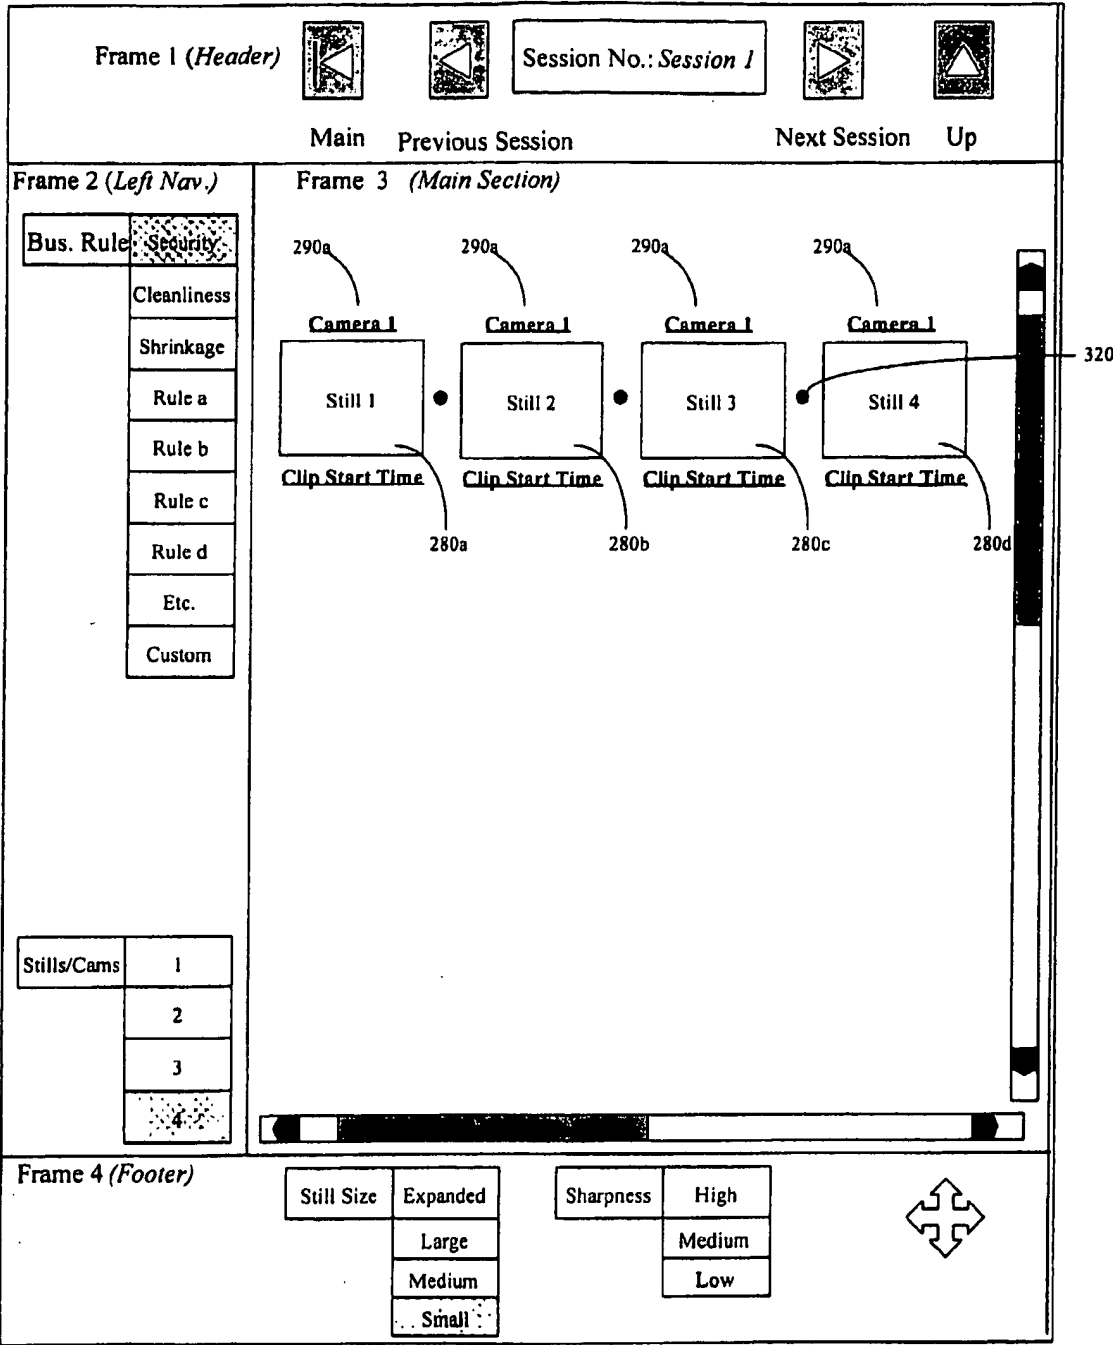 Frame 1 (Header)
Session No.: Session 1
Main
Previous Session
Next Session
Up
Frame 2 (Left Nav.)
Frame 3 (Main Section)
Bus. Rule
Security
Cleanliness
Shrinkage
Rule a
Rule b
Rule c
Rule d
Etc.
Custom
290a
290a
290a
290a
Camera 1
Camera 1
Camera 1
Camera 1
320
Still 1
Still 2
Still 3
Still 4
Clip Start Time
Clip Start Time
Clip Start Time
Clip Start Time
280a
280b
280c
280d
Stills/Cams
1
2
3
4
Frame 4 (Footer)
Still Size
Expanded
Large
Medium
Small
Sharpness
High
Medium
Low